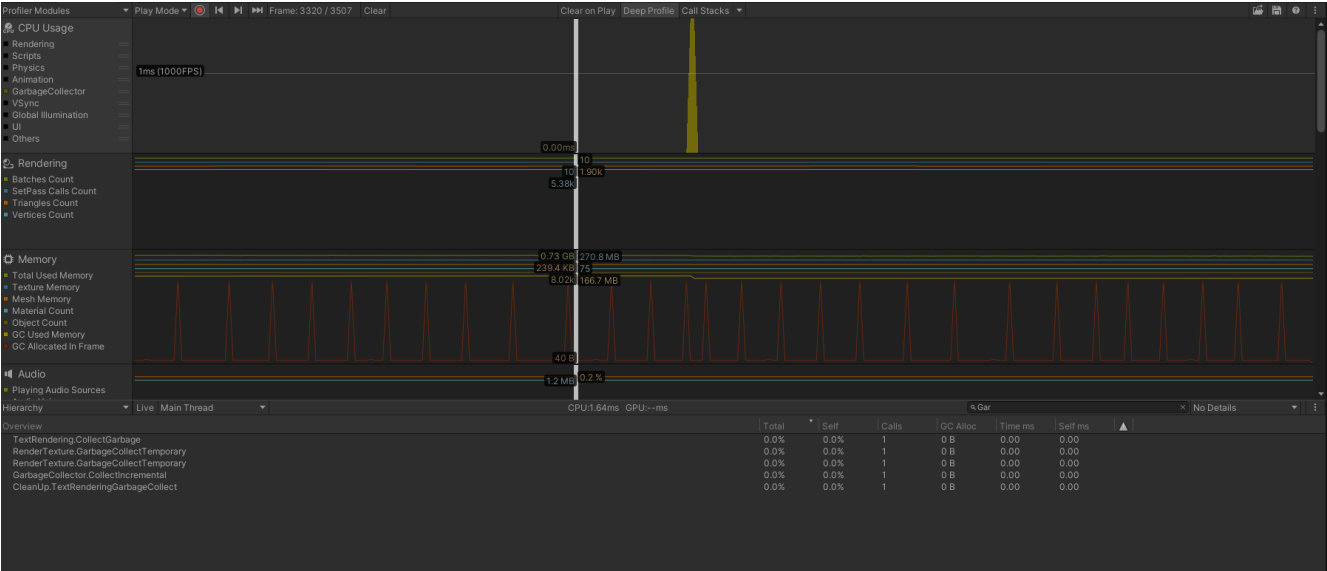 Profiler Modules Play Mode Frame: 3320 / 3507 Clear Clear on Play Deep Profile Call Stacks
CPU Usage
Rendering
Scripts
Physics
Animation
GarbageCollector
VSync
Global Illumination
UI
Others
1ms (1000FPS)
0.00ms
Rendering
Batches Count
SetPass Calls Count
Triangles Count
Vertices Count
10
10 1.90k
5.38k
Memory
Total Used Memory
Texture Memory
Mesh Memory
Material Count
Object Count
GC Used Memory
GC Allocated In Frame
0.73 GB 270.8 MB
239.4 KB 75
8.02k 166.7 MB
40 B
Audio
Playing Audio Sources
1.2 MB 0.2 %
Hierarchy Live Main Thread CPU:1.64ms GPU:--ms Gar No Details
Overview Total Self Calls GC Alloc Time ms Self ms
TextRendering.CollectGarbage 0.0% 0.0% 1 0 B 0.00 0.00
RenderTexture.GarbageCollectTemporary 0.0% 0.0% 1 0 B 0.00 0.00
RenderTexture.GarbageCollectTemporary 0.0% 0.0% 1 0 B 0.00 0.00
GarbageCollector.CollectIncremental 0.0% 0.0% 1 0 B 0.00 0.00
CleanUp.TextRenderingGarbageCollect 0.0% 0.0% 1 0 B 0.00 0.00